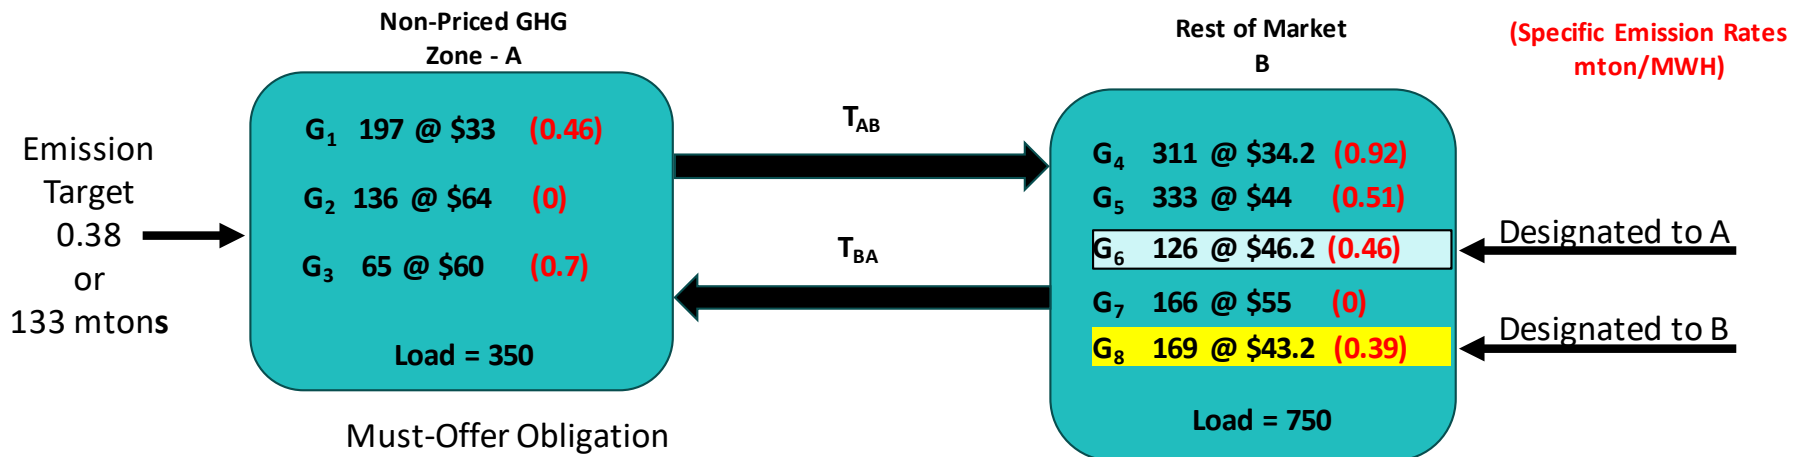 Non-Priced GHG
Zone - A
Rest of Market
B
(Specific Emission Rates
mton/MWH)
Emission
Target
0.38
or
133 mtons
G₁ 197 @ $33 (0.46)
G₂ 136 @ $64 (0)
G₃ 65 @ $60 (0.7)
Load = 350
Must-Offer Obligation
T_AB
T_BA
G₄ 311 @ $34.2 (0.92)
G₅ 333 @ $44 (0.51)
G₆ 126 @ $46.2 (0.46)
G₇ 166 @ $55 (0)
G₈ 169 @ $43.2 (0.39)
Load = 750
Designated to A
Designated to B